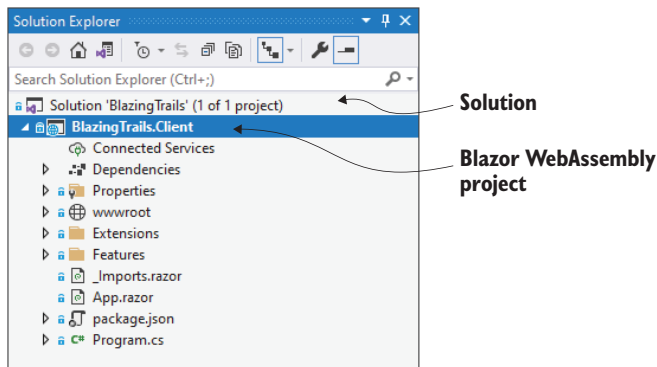 Solution Explorer
Search Solution Explorer (Ctrl+;)
Solution 'BlazingTrails' (1 of 1 project)
BlazingTrails.Client
Connected Services
Dependencies
Properties
wwwroot
Extensions
Features
_Imports.razor
App.razor
package.json
C# Program.cs
Solution
Blazor WebAssembly
project